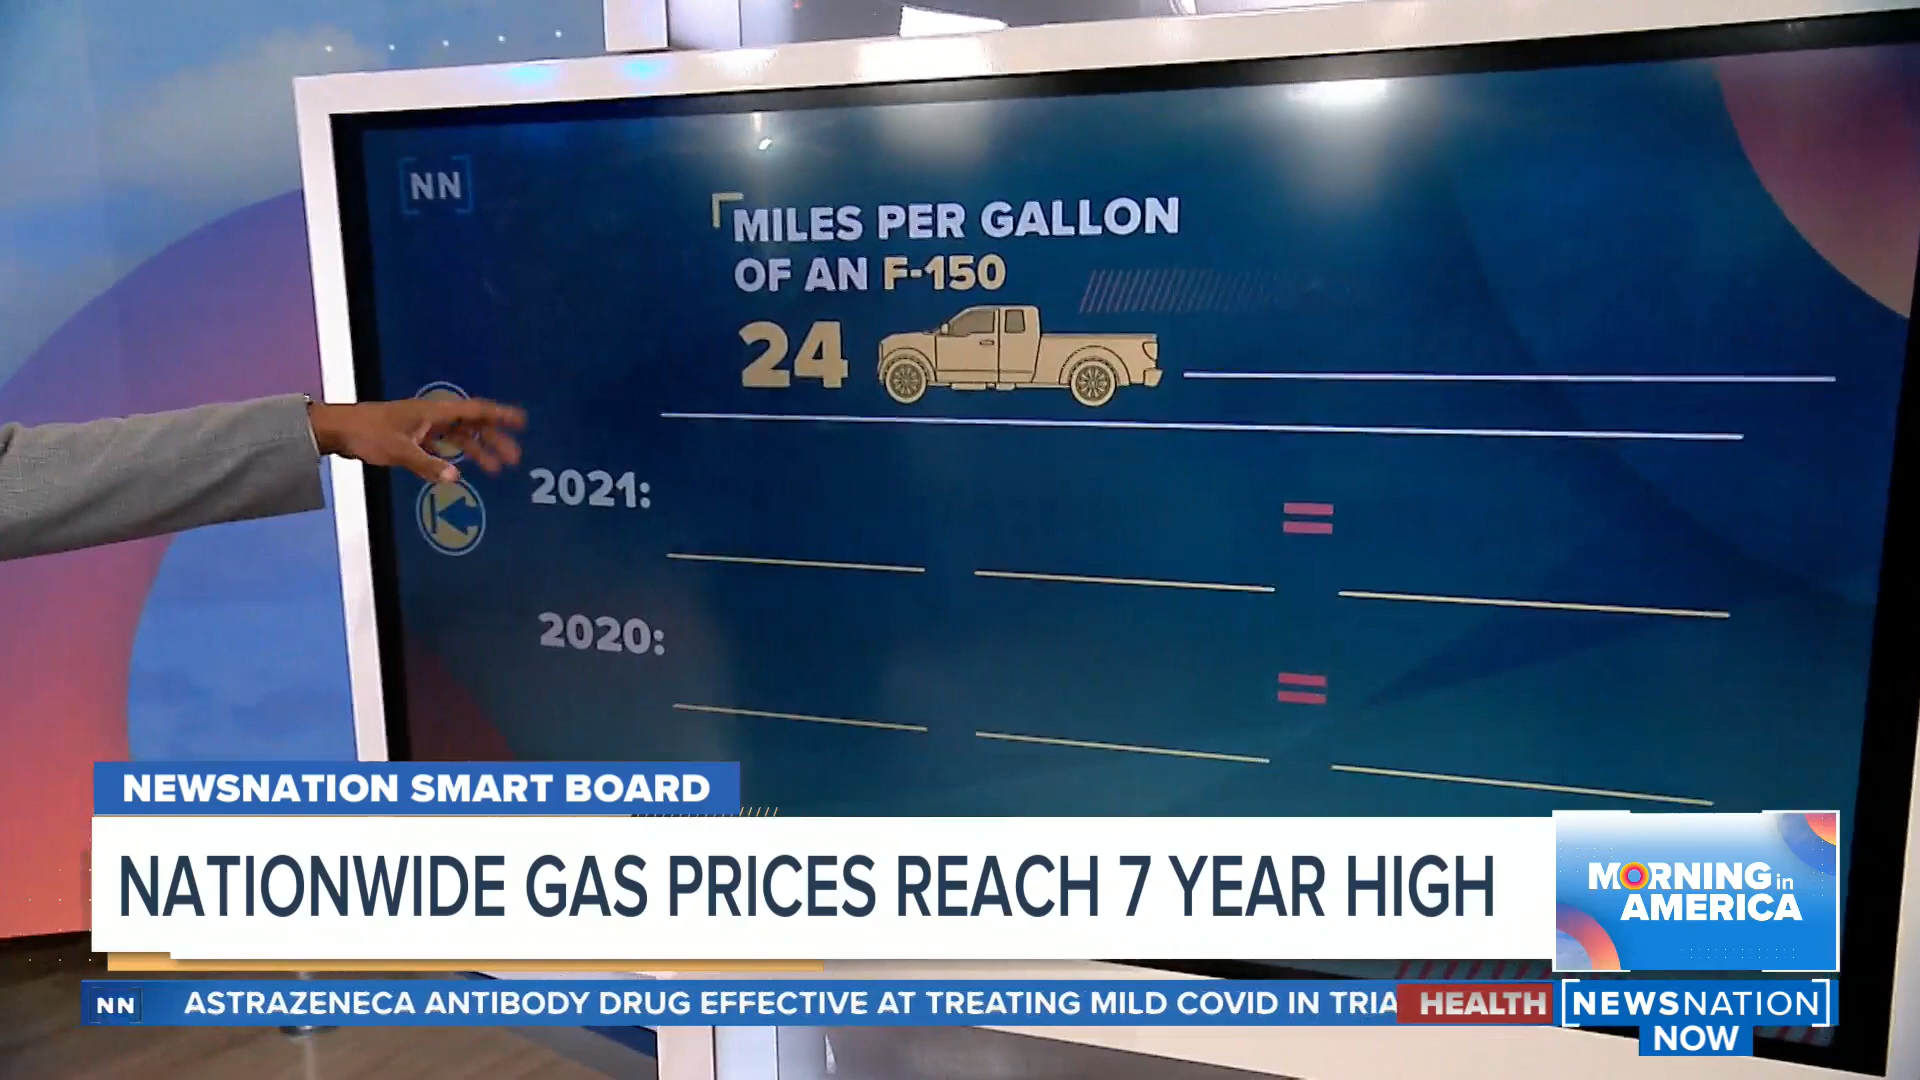 NN
MILES PER GALLON
OF AN F-150
24
2021:
=
2020:
=
NEWSNATION SMART BOARD
NATIONWIDE GAS PRICES REACH 7 YEAR HIGH
MORNING in
AMERICA
NN ASTRAZENECA ANTIBODY DRUG EFFECTIVE AT TREATING MILD COVID IN TRIA HEALTH
NEWSNATION
NOW